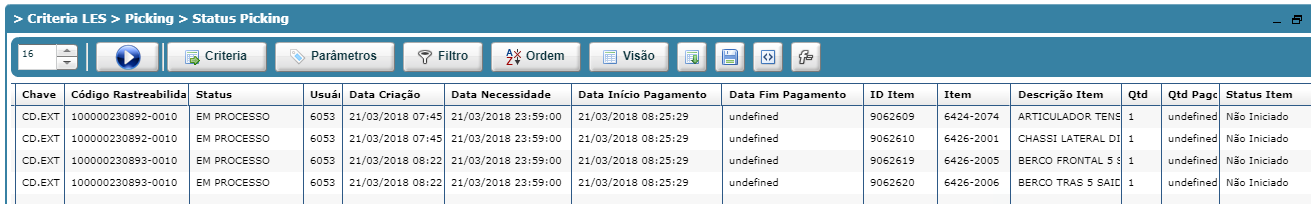 > Criteria LES > Picking > Status Picking
16 Criteria Parâmetros Filtro Ordem Visão
Chave Código Rastreabilida Status Usuár Data Criação Data Necessidade Data Início Pagamento Data Fim Pagamento ID Item Item Descrição Item Qtd Qtd Pago Status Item
CD.EXT 100000230892-0010 EM PROCESSO 6053 21/03/2018 07:45 21/03/2018 23:59:00 21/03/2018 08:25:29 undefined 9062609 6424-2074 ARTICULADOR TENS 1 undefined Não Iniciado
CD.EXT 100000230892-0010 EM PROCESSO 6053 21/03/2018 07:45 21/03/2018 23:59:00 21/03/2018 08:25:29 undefined 9062610 6426-2001 CHASSI LATERAL DI 1 undefined Não Iniciado
CD.EXT 100000230893-0010 EM PROCESSO 6053 21/03/2018 08:22 21/03/2018 23:59:00 21/03/2018 08:25:29 undefined 9062619 6426-2005 BERCO FRONTAL 5 S 1 undefined Não Iniciado
CD.EXT 100000230893-0010 EM PROCESSO 6053 21/03/2018 08:22 21/03/2018 23:59:00 21/03/2018 08:25:29 undefined 9062620 6426-2006 BERCO TRAS 5 SAID 1 undefined Não Iniciado